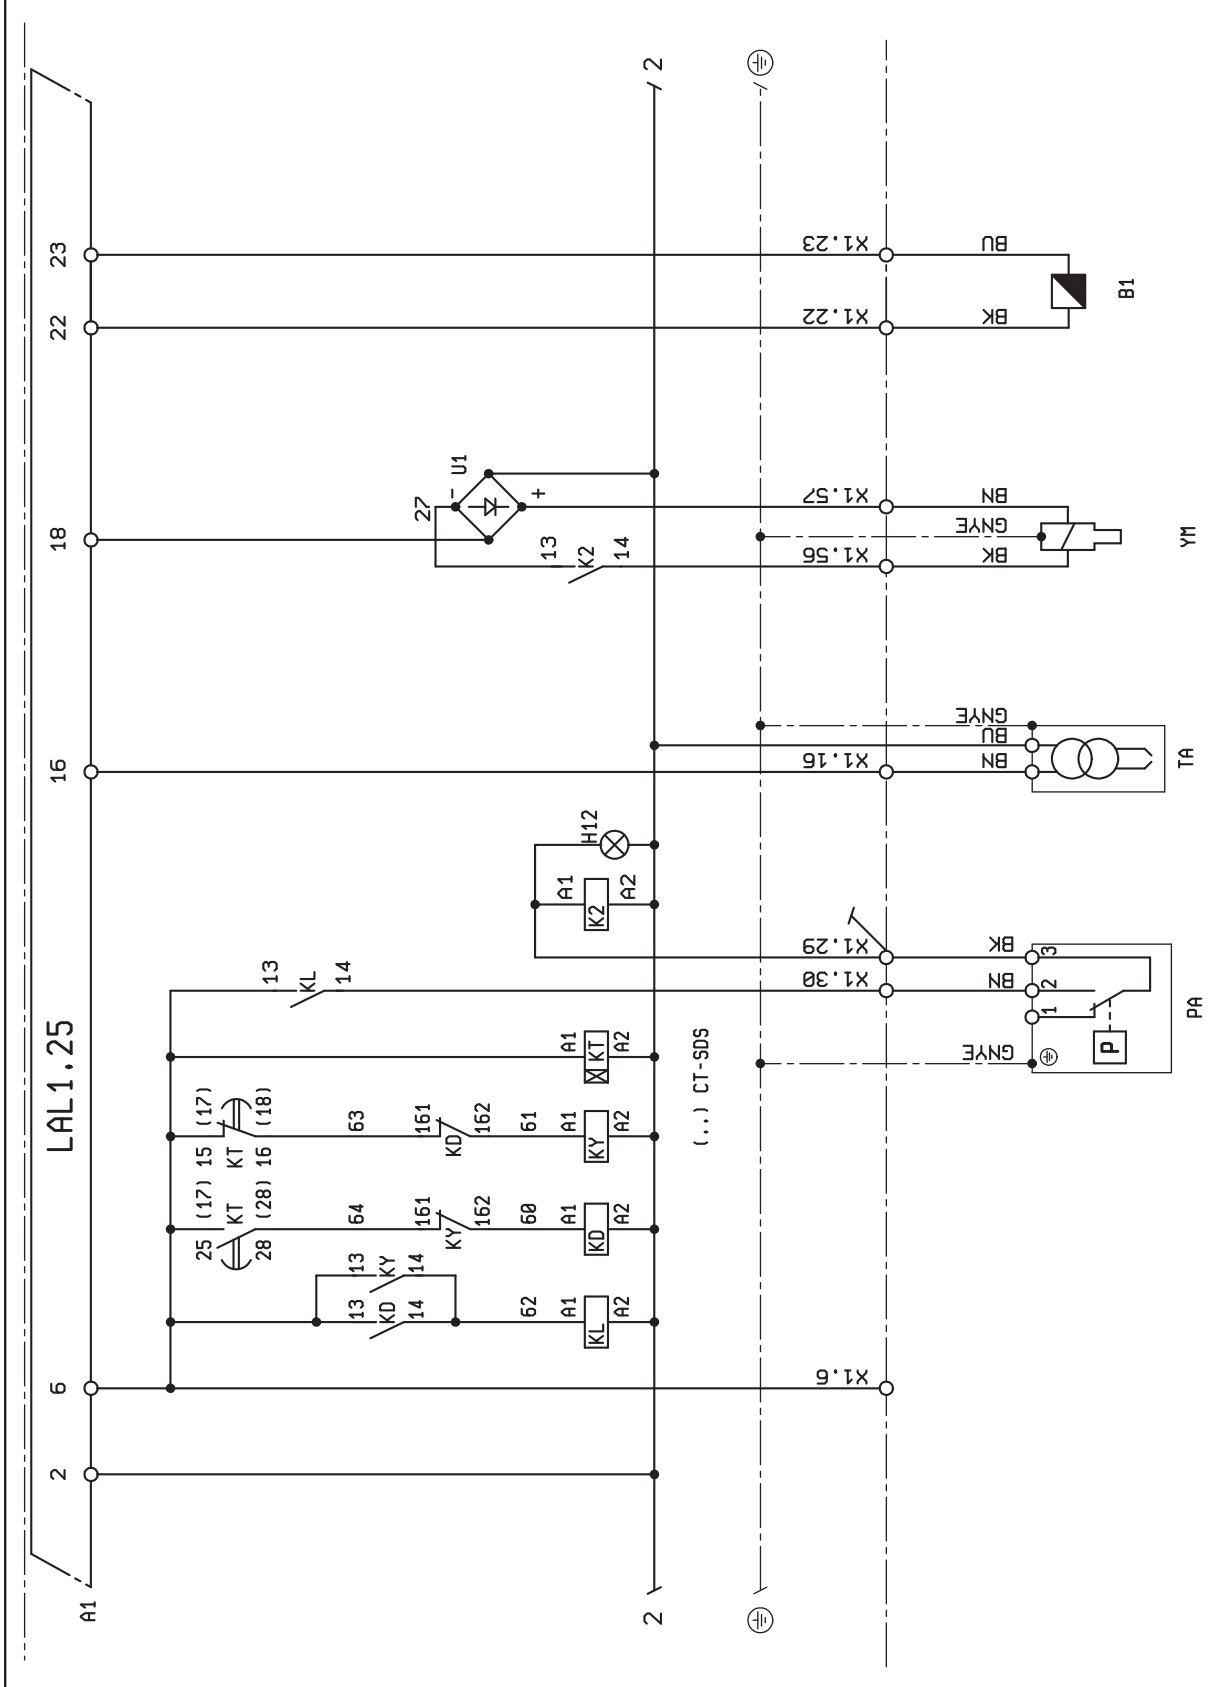 LAL1.25
A1
2
6
16
18
22
23
2
2
62
A1
KL
A2
13
KD
14
13
KY
14
25
(17)
KT
28
(28)
64
161
KY
162
60
A1
KD
A2
15
(17)
KT
16
(18)
63
161
KD
162
61
A1
KY
A2
A1
KT
A2
13
KL
14
(..) CT-SDS
A1
K2
A2
H12
27
-
U1
+
13
K2
14
X1.6
X1.30
X1.29
X1.16
X1.56
X1.57
X1.22
X1.23
GNYE
BN
BK
1
2
3
P
PA
BN
BU
GNYE
TA
BK
GNYE
BN
YM
BK
BU
B1